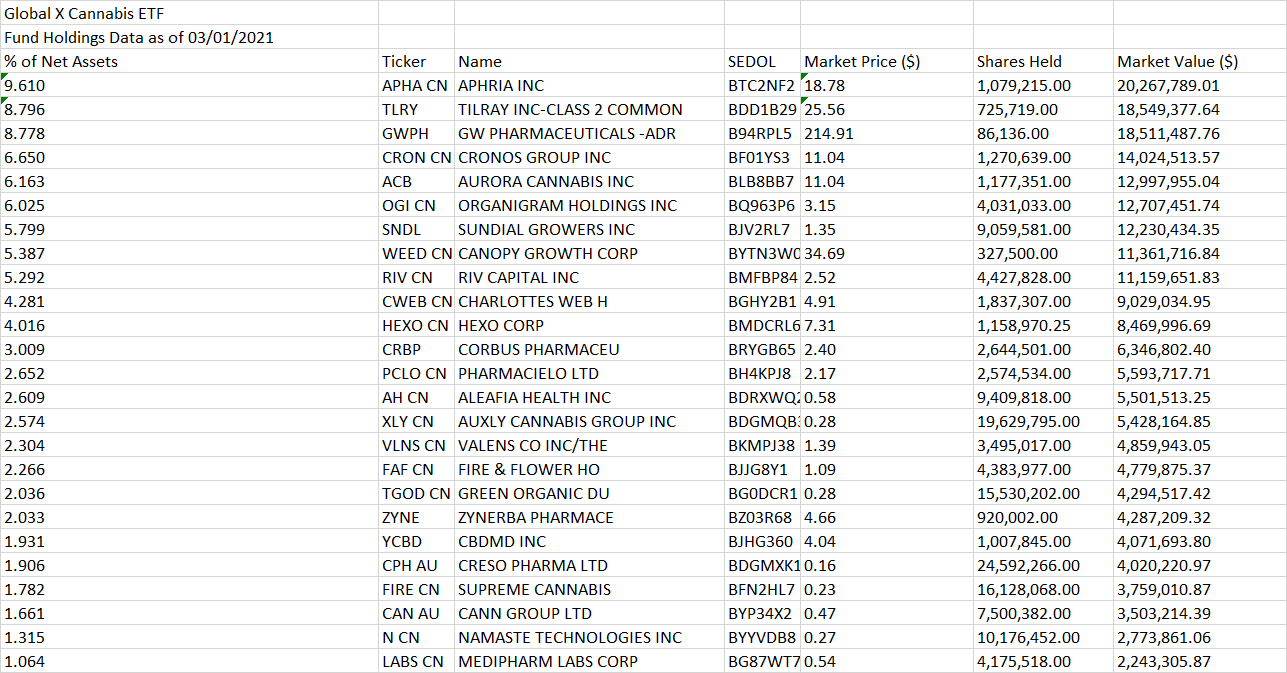 Global X Cannabis ETF
Fund Holdings Data as of 03/01/2021
% of Net Assets Ticker Name SEDOL Market Price ($) Shares Held Market Value ($)
9.610 APHA CN APHRIA INC BTC2NF2 18.78 1,079,215.00 20,267,789.01
8.796 TLRY TILRAY INC-CLASS 2 COMMON BDD1B29 25.56 725,719.00 18,549,377.64
8.778 GWPH GW PHARMACEUTICALS -ADR B94RPL5 214.91 86,136.00 18,511,487.76
6.650 CRON CN CRONOS GROUP INC BF01YS3 11.04 1,270,639.00 14,024,513.57
6.163 ACB AURORA CANNABIS INC BLB8BB7 11.04 1,177,351.00 12,997,955.04
6.025 OGI CN ORGANIGRAM HOLDINGS INC BQ963P6 3.15 4,031,033.00 12,707,451.74
5.799 SNDL SUNDIAL GROWERS INC BJV2RL7 1.35 9,059,581.00 12,230,434.35
5.387 WEED CN CANOPY GROWTH CORP BYTN3W0 34.69 327,500.00 11,361,716.84
5.292 RIV CN RIV CAPITAL INC BMFBP84 2.52 4,427,828.00 11,159,651.83
4.281 CWEB CN CHARLOTTES WEB H BGHY2B1 4.91 1,837,307.00 9,029,034.95
4.016 HEXO CN HEXO CORP BMDCRL6 7.31 1,158,970.25 8,469,996.69
3.009 CRBP CORBUS PHARMACEU BRYGB65 2.40 2,644,501.00 6,346,802.40
2.652 PCLO CN PHARMACIELO LTD BH4KPJ8 2.17 2,574,534.00 5,593,717.71
2.609 AH CN ALEAFIA HEALTH INC BDRXWQ2 0.58 9,409,818.00 5,501,513.25
2.574 XLY CN AUXLY CANNABIS GROUP INC BDGMQB3 0.28 19,629,795.00 5,428,164.85
2.304 VLNS CN VALENS CO INC/THE BKMPJ38 1.39 3,495,017.00 4,859,943.05
2.266 FAF CN FIRE & FLOWER HO BJJG8Y1 1.09 4,383,977.00 4,779,875.37
2.036 TGOD CN GREEN ORGANIC DU BG0DCR1 0.28 15,530,202.00 4,294,517.42
2.033 ZYNE ZYNERBA PHARMACE BZ03R68 4.66 920,002.00 4,287,209.32
1.931 YCBD CBDMD INC BJHG360 4.04 1,007,845.00 4,071,693.80
1.906 CPH AU CRESO PHARMA LTD BDGMXK1 0.16 24,592,266.00 4,020,220.97
1.782 FIRE CN SUPREME CANNABIS BFN2HL7 0.23 16,128,068.00 3,759,010.87
1.661 CAN AU CANN GROUP LTD BYP34X2 0.47 7,500,382.00 3,503,214.39
1.315 N CN NAMASTE TECHNOLOGIES INC BYYVDB8 0.27 10,176,452.00 2,773,861.06
1.064 LABS CN MEDIPHARM LABS CORP BG87WT7 0.54 4,175,518.00 2,243,305.87